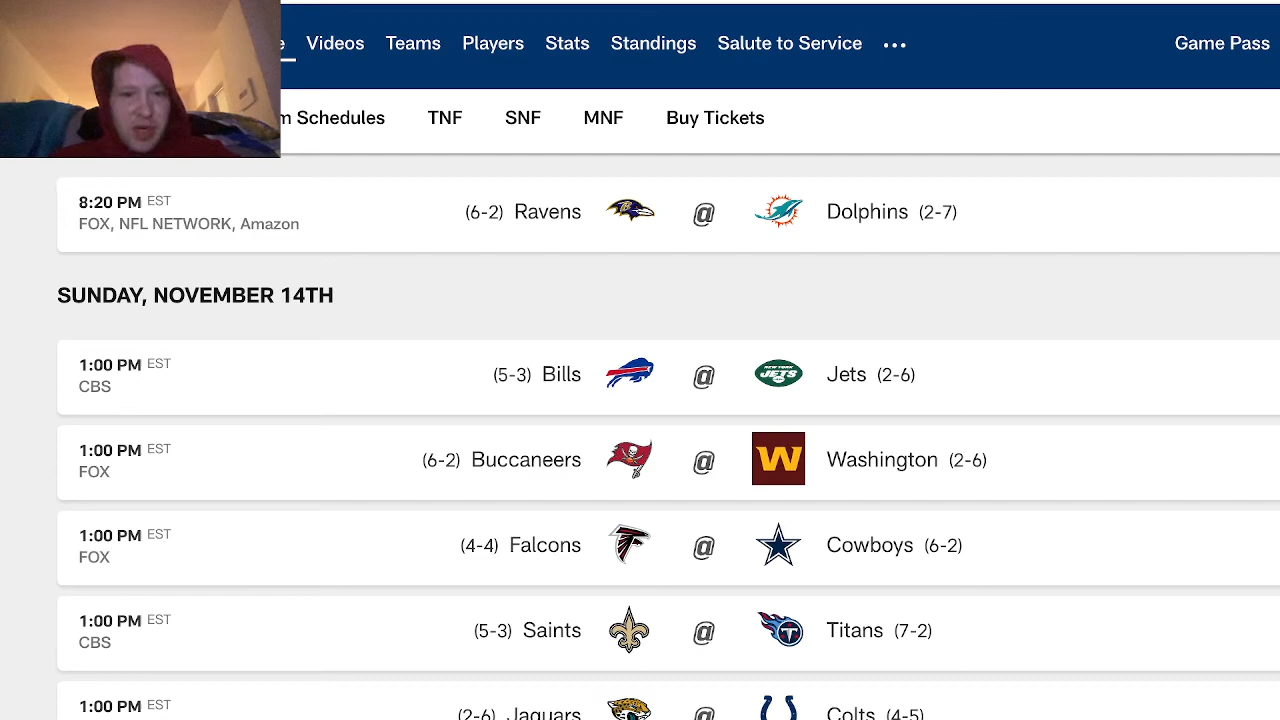 e Videos Teams Players Stats Standings Salute to Service ••• Game Pass
m Schedules TNF SNF MNF Buy Tickets
8:20 PM EST
FOX, NFL NETWORK, Amazon
(6-2) Ravens @ Dolphins (2-7)
SUNDAY, NOVEMBER 14TH
1:00 PM EST
CBS
(5-3) Bills @ NEW YORK JETS Jets (2-6)
1:00 PM EST
FOX
(6-2) Buccaneers @ W Washington (2-6)
1:00 PM EST
FOX
(4-4) Falcons @ Cowboys (6-2)
1:00 PM EST
CBS
(5-3) Saints @ T Titans (7-2)
1:00 PM EST
(2-6) Jaguars @ Colts (4-5)